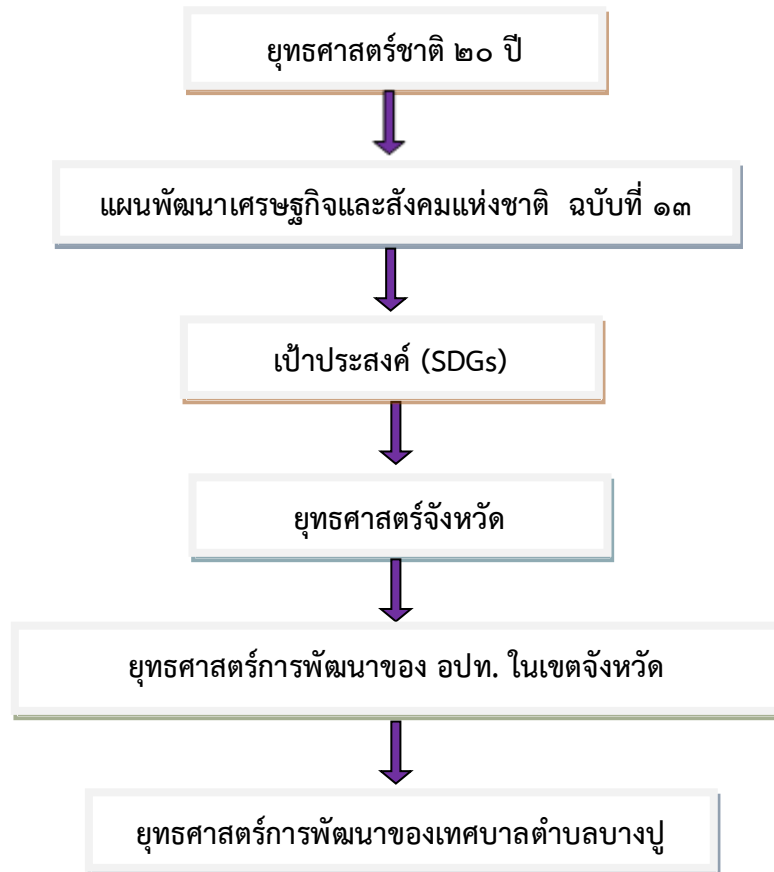 ยุทธศาสตร์ชาติ ๒๐ ปี
แผนพัฒนาเศรษฐกิจและสังคมแห่งชาติ ฉบับที่ ๑๓
เป้าประสงค์ (SDGs)
ยุทธศาสตร์จังหวัด
ยุทธศาสตร์การพัฒนาของ อปท. ในเขตจังหวัด
ยุทธศาสตร์การพัฒนาของเทศบาลตำบลบางปู